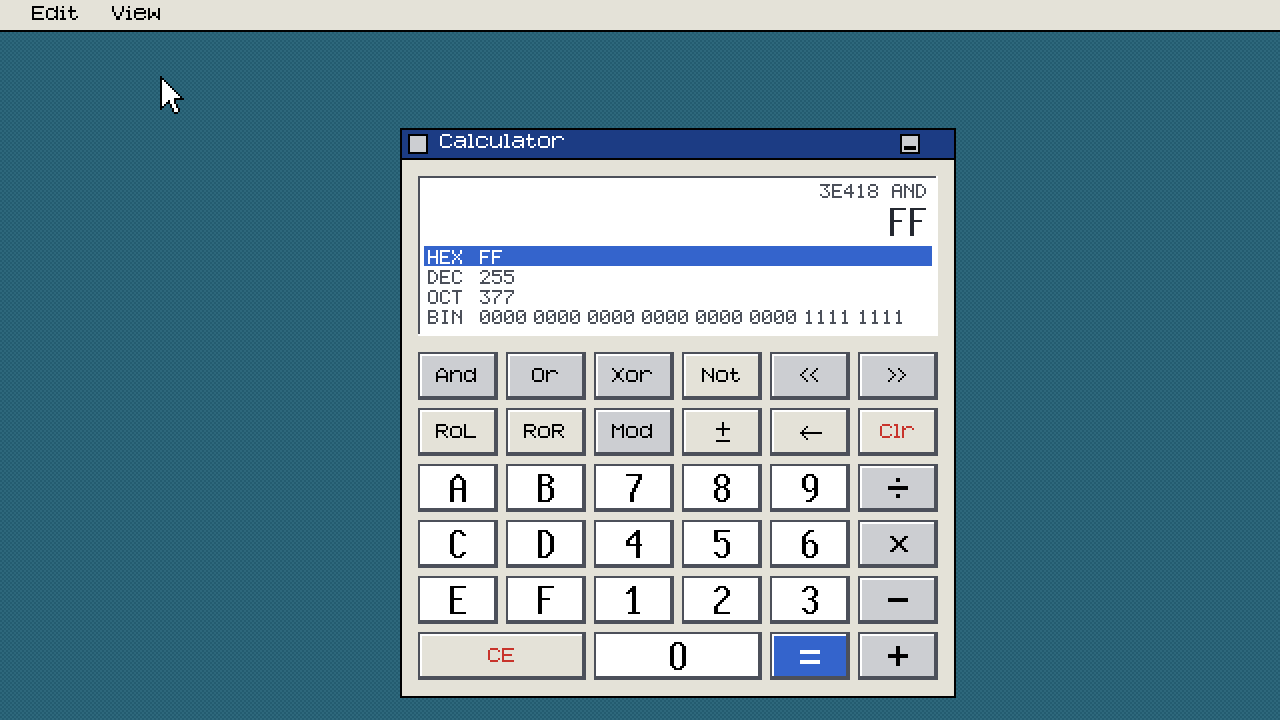 Edit View
Calculator
3E418 AND
FF
HEX FF
DEC 255
OCT 377
BIN 0000 0000 0000 0000 0000 0000 1111 1111
And Or Xor Not << >>
RoL RoR Mod ± ← Clr
A B 7 8 9 ÷
C D 4 5 6 ×
E F 1 2 3 −
CE 0 = +